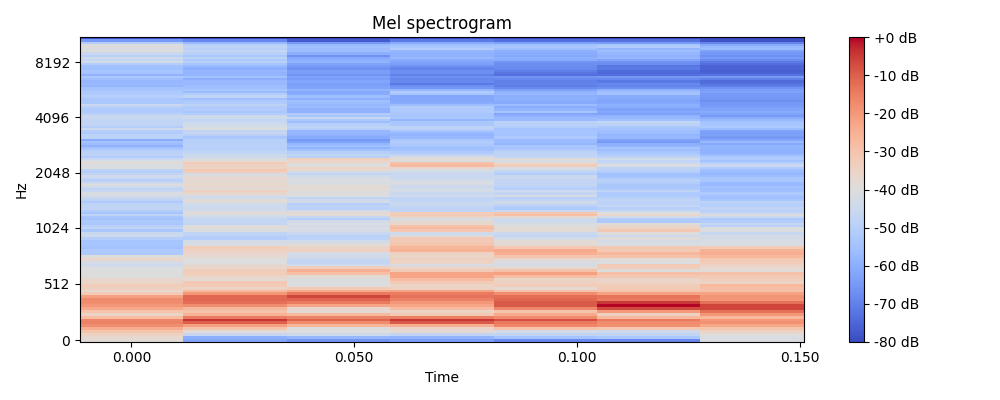 Mel spectrogram
Hz
8192
4096
2048
1024
512
0
0.000
0.050
0.100
0.150
Time
+0 dB
-10 dB
-20 dB
-30 dB
-40 dB
-50 dB
-60 dB
-70 dB
-80 dB